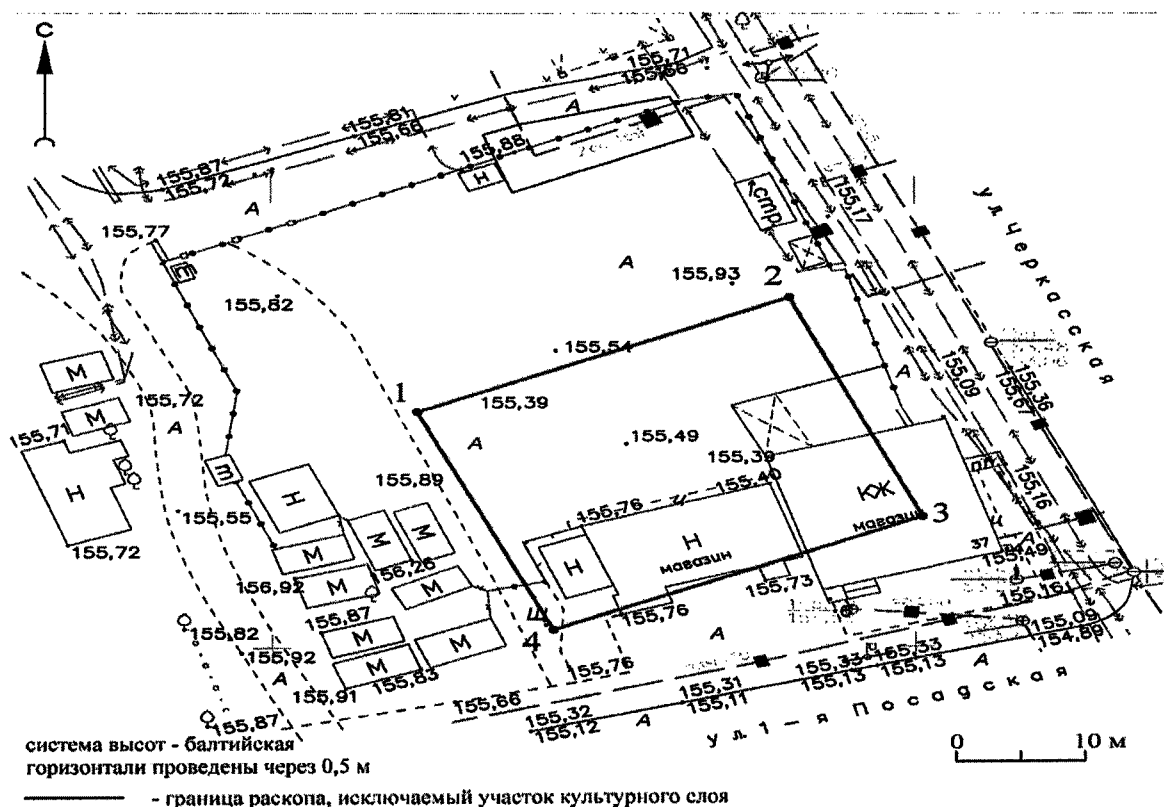 С
155,71
155,66
155,81
155,66
А
155,87
155,72
155,88
Н
А
стр.
155,17
ул. Черкасская
155,77
А
155,93
2
155,82
155,54
М
155,72
1
155,39
А
155,09
155,36
155,67
М
155,71
А
А
155,49
155,39
155,40
Н
155,89
КЖ
магазин
3
155,16
155,76
Н
магазин
155,55
Н
М
М
М
155,72
156,92
156,26
Н
37
155,49
А
М
М
155,87
155,73
155,16
155,82
М
М
Ш
4
155,76
А
155,09
154,89
155,92
М
155,83
155,76
155,33
155,33
155,13
155,13
А
А
155,91
155,66
155,31
155,11
155,87
155,32
155,12
А
ул. 1-я Посадская
система высот - балтийская
горизонтали проведены через 0,5 м
0 10 м
- граница раскопа, исключаемый участок культурного слоя